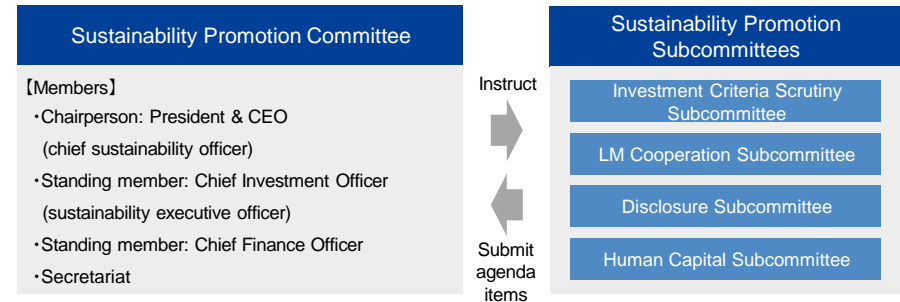 Sustainability Promotion Committee
【Members】
・Chairperson: President & CEO
(chief sustainability officer)
・Standing member: Chief Investment Officer
(sustainability executive officer)
・Standing member: Chief Finance Officer
・Secretariat
Instruct
Submit
agenda
items
Sustainability Promotion
Subcommittees
Investment Criteria Scrutiny
Subcommittee
LM Cooperation Subcommittee
Disclosure Subcommittee
Human Capital Subcommittee